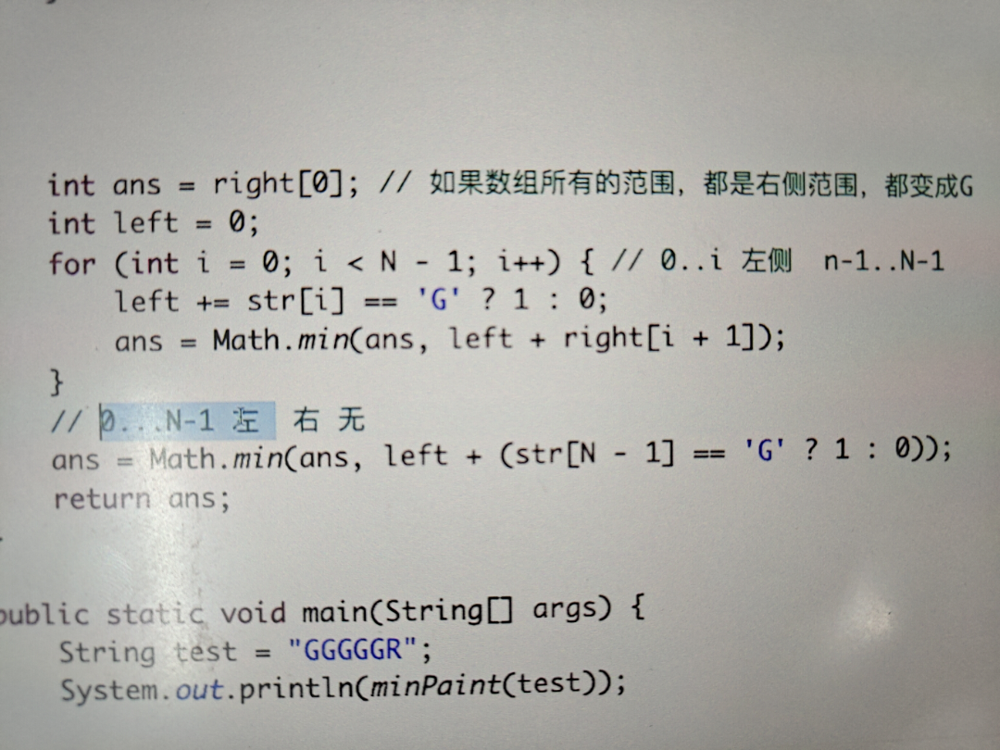 int ans = right[0]; // 如果数组所有的范围，都是右侧范围，都变成G
int left = 0;
for (int i = 0; i < N - 1; i++) { // 0..i 左侧  n-1..N-1
left += str[i] == 'G' ? 1 : 0;
ans = Math.min(ans, left + right[i + 1]);
}
// 0...N-1 左  右 无
ans = Math.min(ans, left + (str[N - 1] == 'G' ? 1 : 0));
return ans;
public static void main(String[] args) {
String test = "GGGGGR";
System.out.println(minPaint(test));